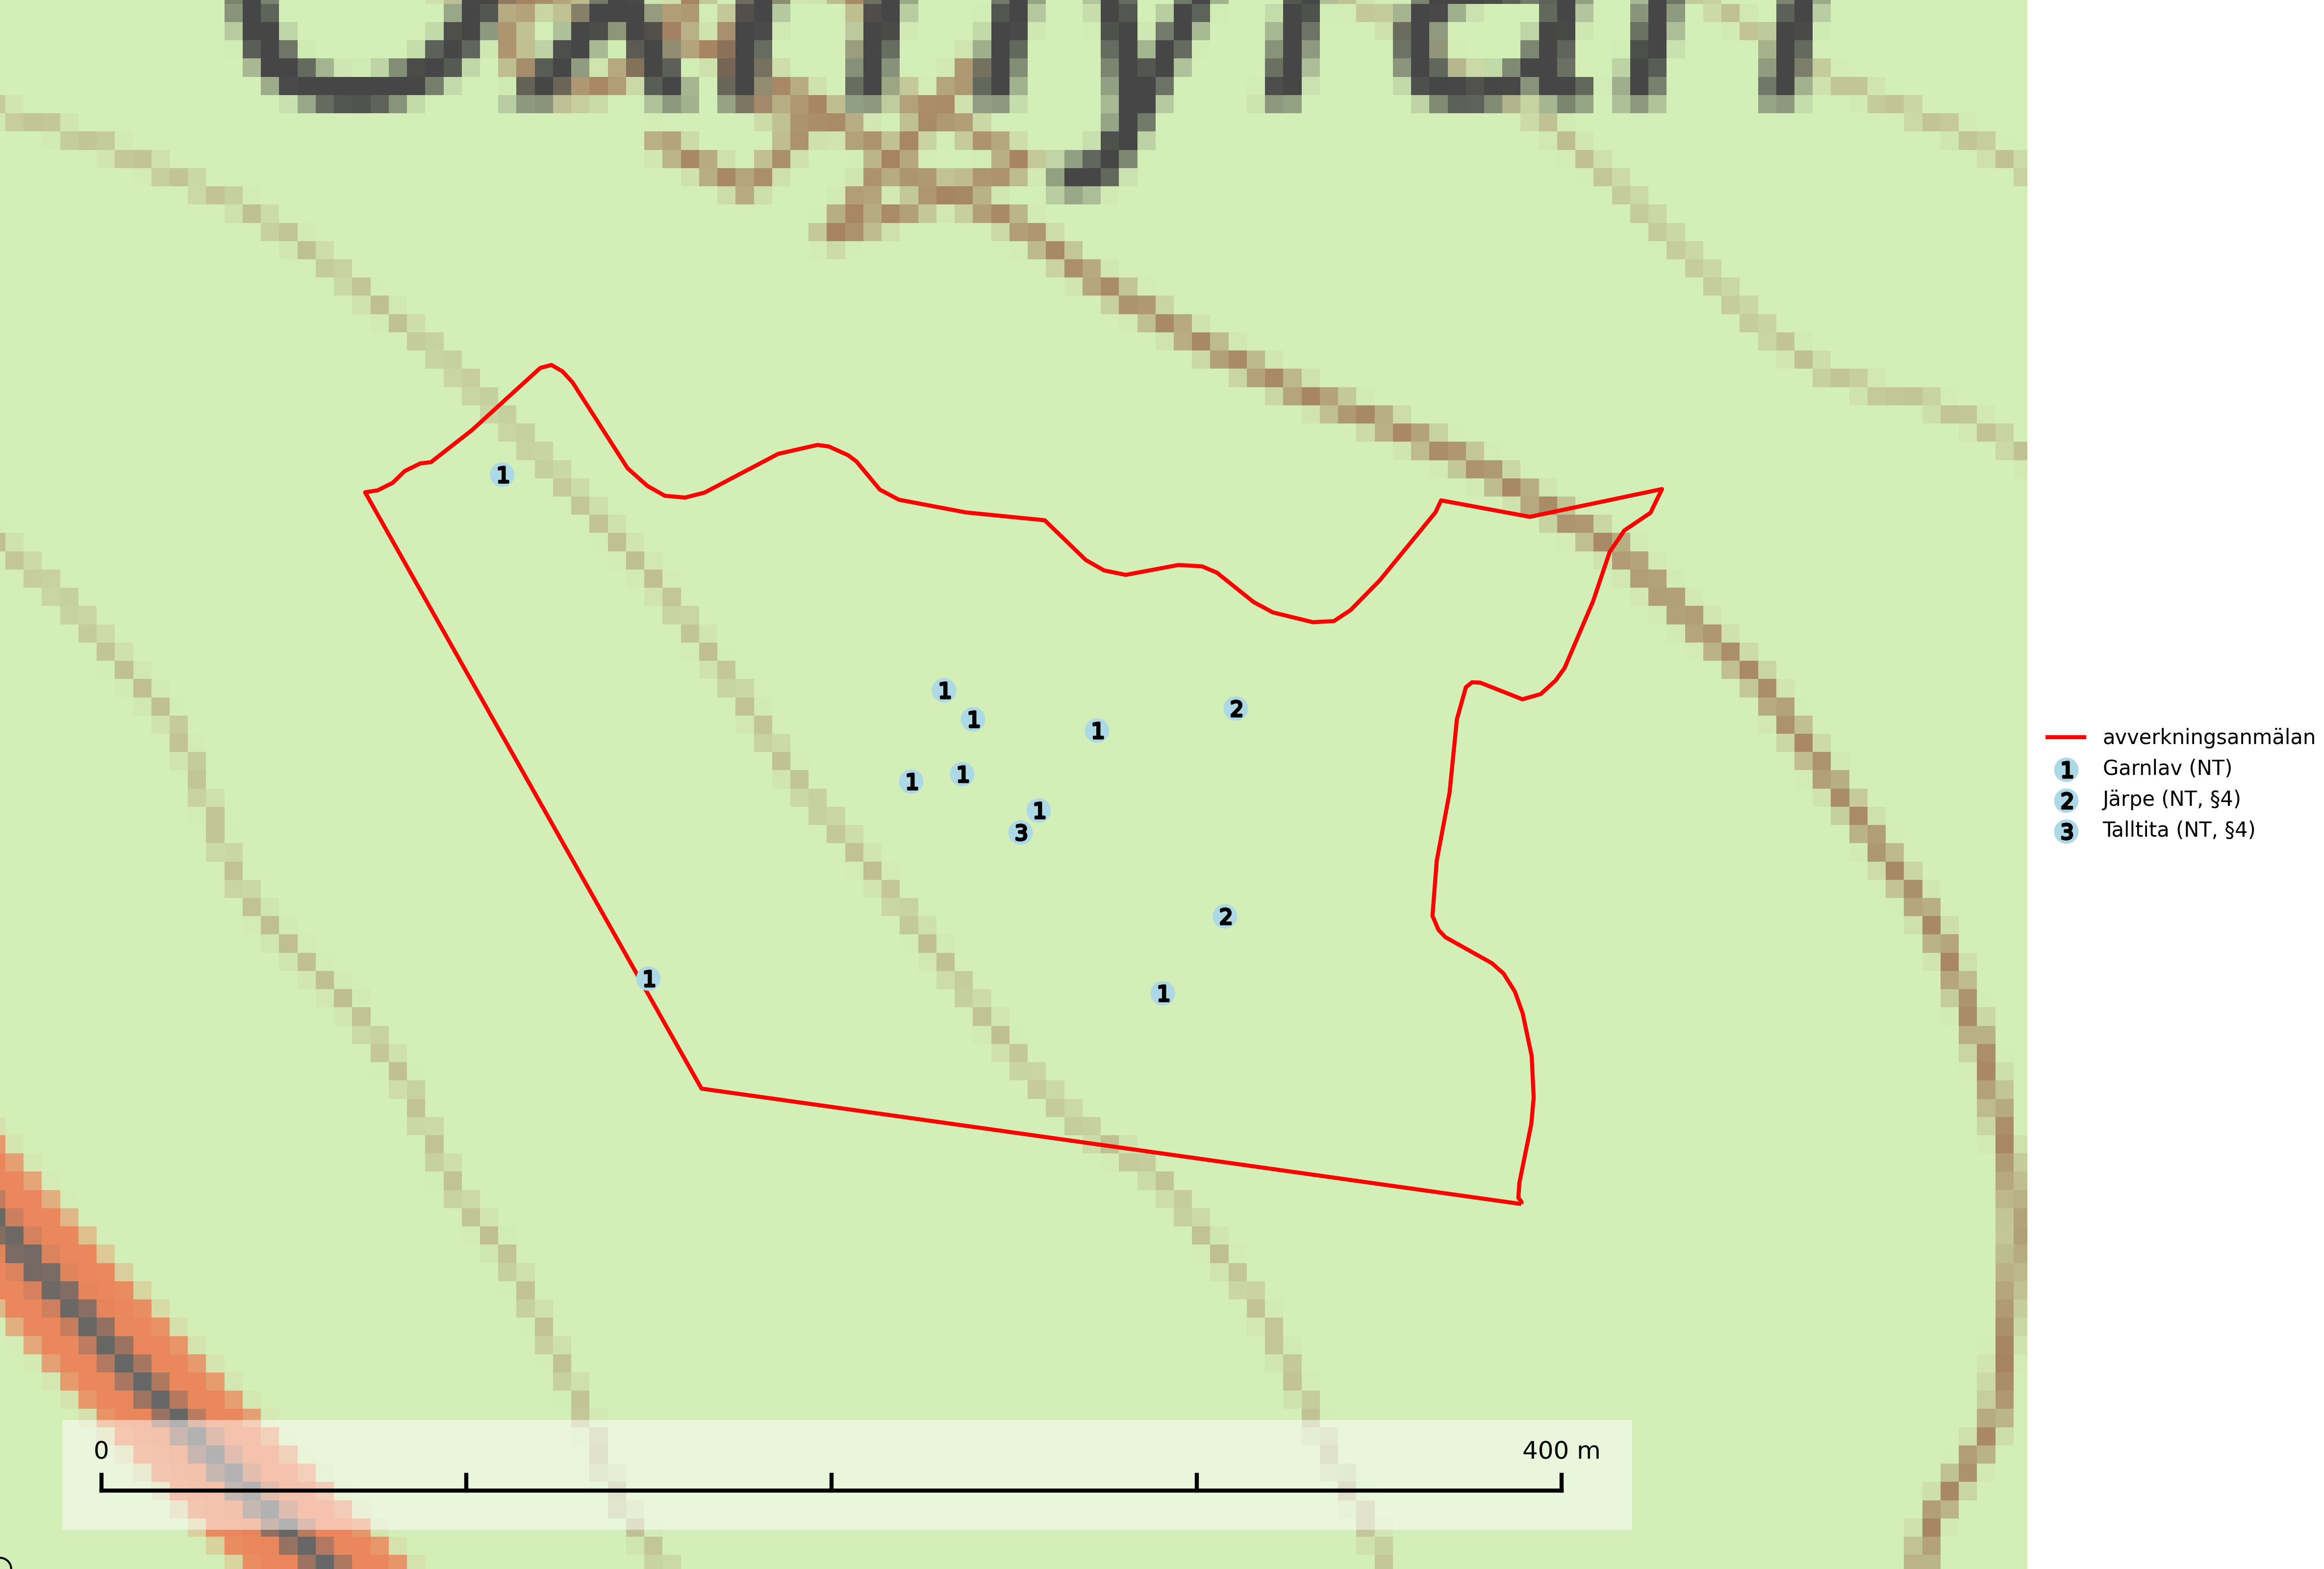 1
1
1
1
2
1
1
1
3
2
1
1
avverkningsanmälan
1 Garnlav (NT)
2 Järpe (NT, §4)
3 Talltita (NT, §4)
0 400 m